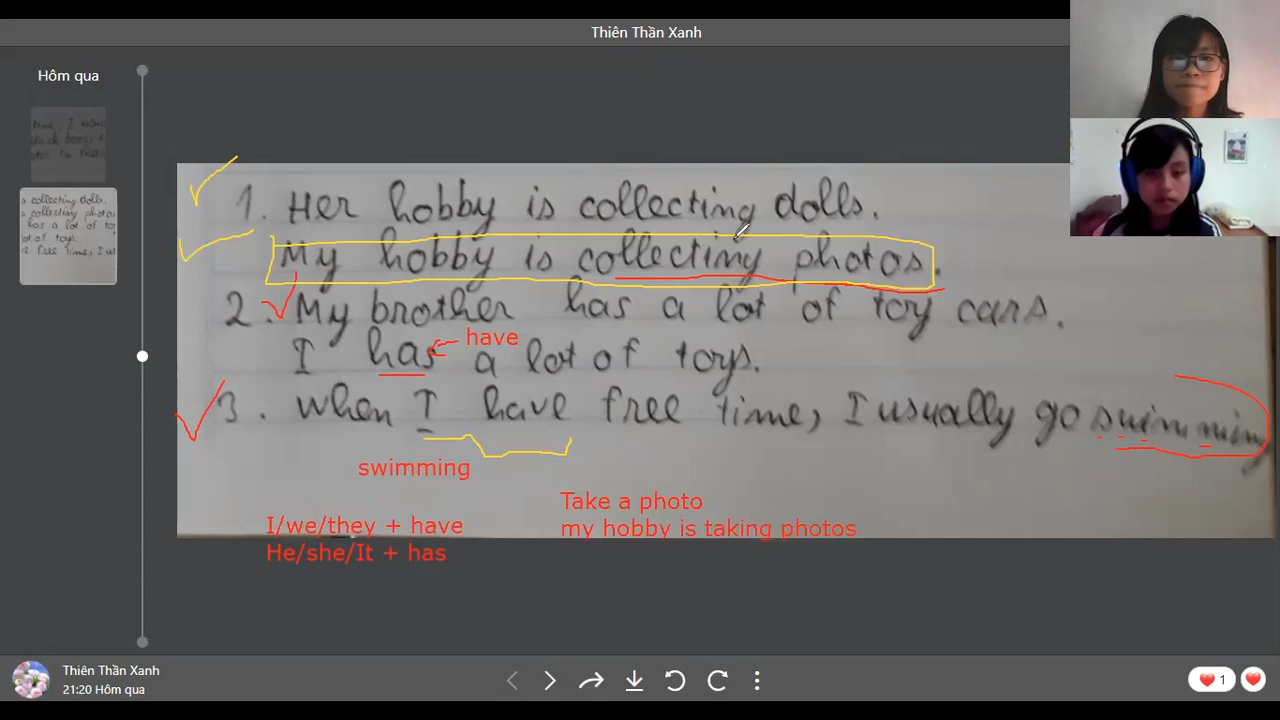 Thiên Thần Xanh
Hôm qua
1. Her hobby is collecting dolls.
My hobby is collecting photos.
2. My brother has a lot of toy cars.
have
I has a lot of toys.
3. When I have free time, I usually go swimming
swimming
Take a photo
my hobby is taking photos
I/we/they + have
He/she/It + has
Thiên Thần Xanh
21:20 Hôm qua
1